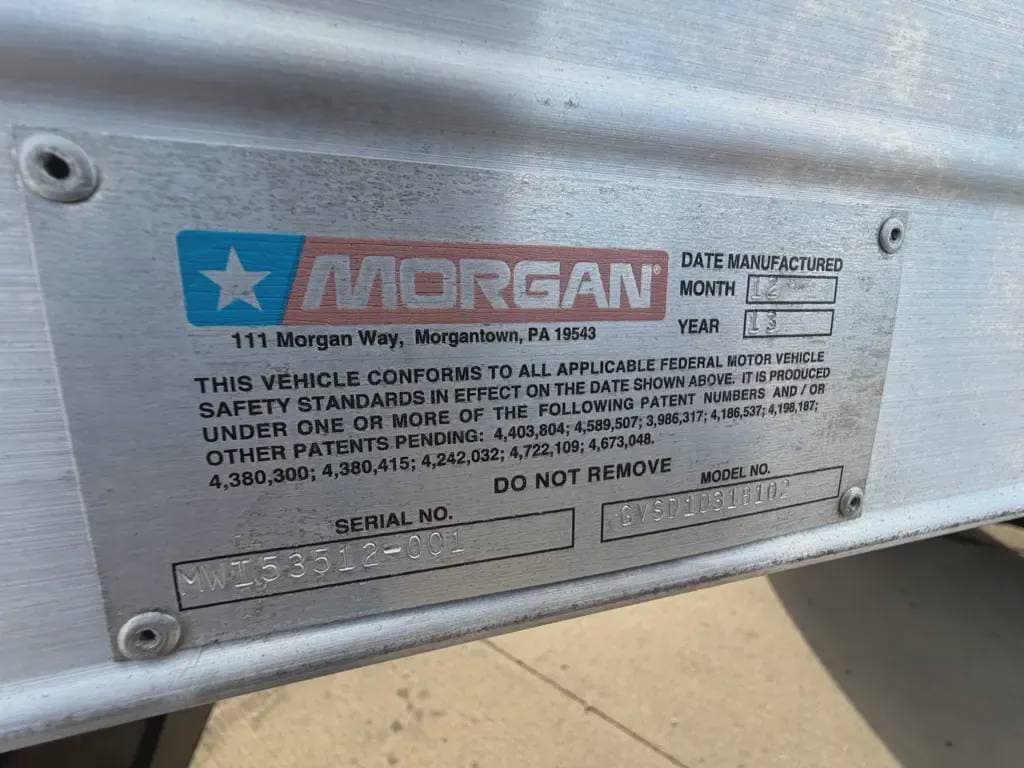 MORGAN®
111 Morgan Way, Morgantown, PA 19543
DATE MANUFACTURED
MONTH 12
YEAR 13
THIS VEHICLE CONFORMS TO ALL APPLICABLE FEDERAL MOTOR VEHICLE
SAFETY STANDARDS IN EFFECT ON THE DATE SHOWN ABOVE. IT IS PRODUCED
UNDER ONE OR MORE OF THE FOLLOWING PATENT NUMBERS AND / OR
OTHER PATENTS PENDING: 4,403,804; 4,589,507; 3,986,317; 4,186,537; 4,198,187;
4,380,300; 4,380,415; 4,242,032; 4,722,109; 4,673,048.
DO NOT REMOVE
SERIAL NO.
MWI53512-001
MODEL NO.
GVSD1D318102